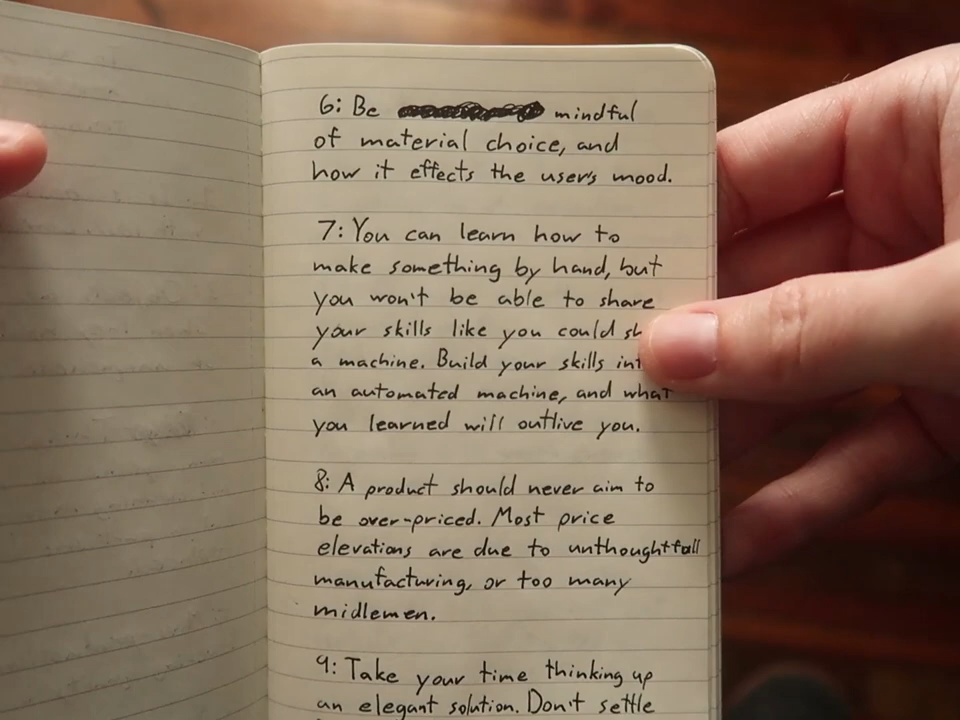 6: Be mindful
of material choice, and
how it effects the user's mood.
7: You can learn how to
make something by hand, but
you won't be able to share
your skills like you could
a machine. Build your skills
an automated machine, and what
you learned will outlive you.
8: A product should never aim to
be over-priced. Most price
elevations are due to unthoughtfull
manufacturing, or too many
midlemen.
9: Take your time thinking up
an elegant solution. Don't settle